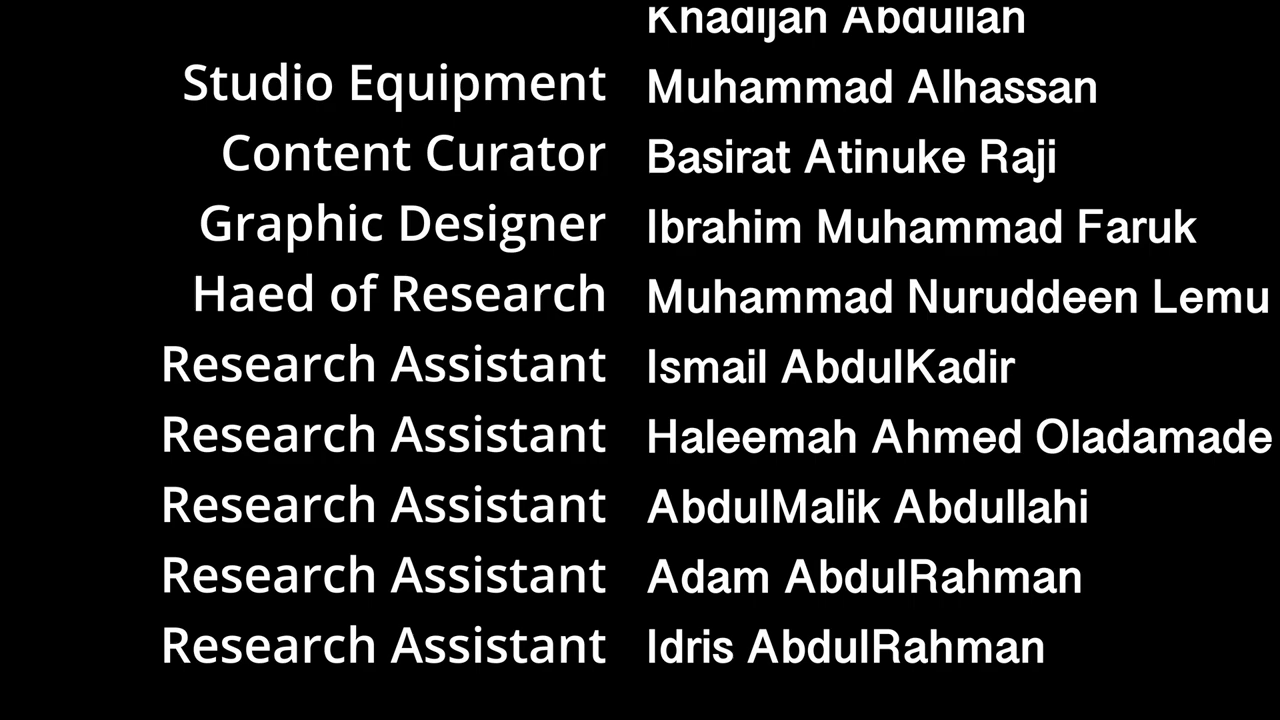 Khadijah Abdullah
Studio Equipment Muhammad Alhassan
Content Curator Basirat Atinuke Raji
Graphic Designer Ibrahim Muhammad Faruk
Haed of Research Muhammad Nuruddeen Lemu
Research Assistant Ismail AbdulKadir
Research Assistant Haleemah Ahmed Oladamade
Research Assistant AbdulMalik Abdullahi
Research Assistant Adam AbdulRahman
Research Assistant Idris AbdulRahman